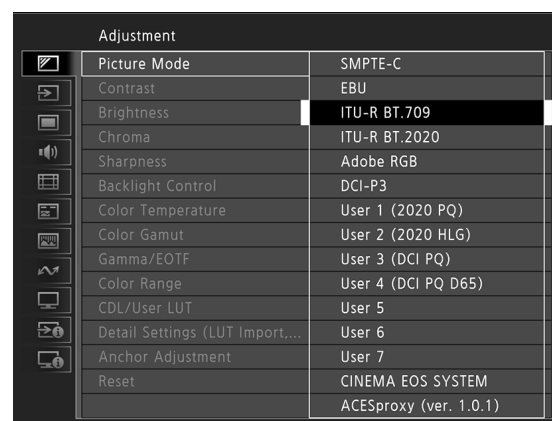 Adjustment
Picture Mode
SMPTE-C
Contrast
EBU
Brightness
ITU-R BT.709
Chroma
ITU-R BT.2020
Sharpness
Adobe RGB
Backlight Control
DCI-P3
Color Temperature
User 1 (2020 PQ)
Color Gamut
User 2 (2020 HLG)
Gamma/EOTF
User 3 (DCI PQ)
Color Range
User 4 (DCI PQ D65)
CDL/User LUT
User 5
Detail Settings (LUT Import,...
User 6
Anchor Adjustment
User 7
Reset
CINEMA EOS SYSTEM
ACESproxy (ver. 1.0.1)